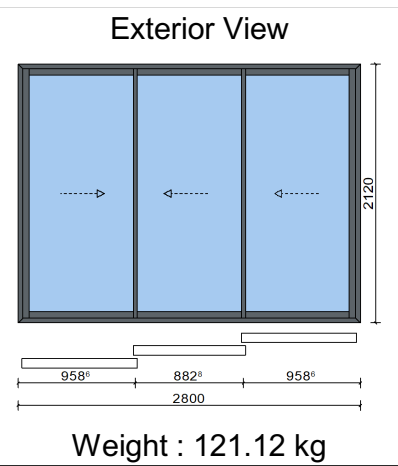 Exterior View
2120
958⁶ 882⁸ 958⁶
2800
Weight : 121.12 kg